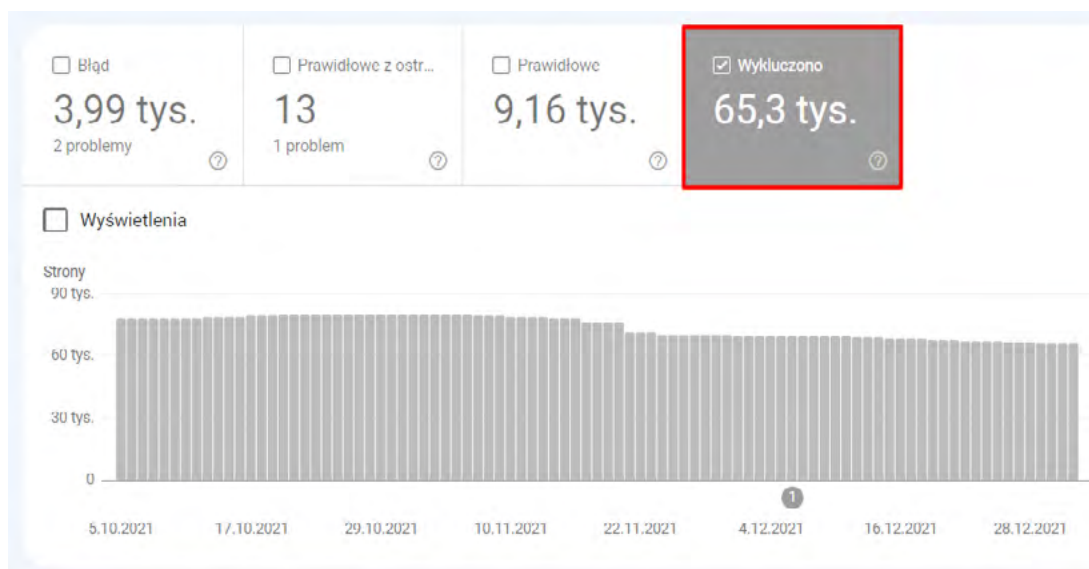 Błąd
Prawidłowe z ostr...
Prawidłowe
Wykluczono
3,99 tys.
13
9,16 tys.
65,3 tys.
2 problemy
1 problem
Wyświetlenia
Strony
90 tys.
60 tys.
30 tys.
0
1
5.10.2021
17.10.2021
29.10.2021
10.11.2021
22.11.2021
4.12.2021
16.12.2021
28.12.2021